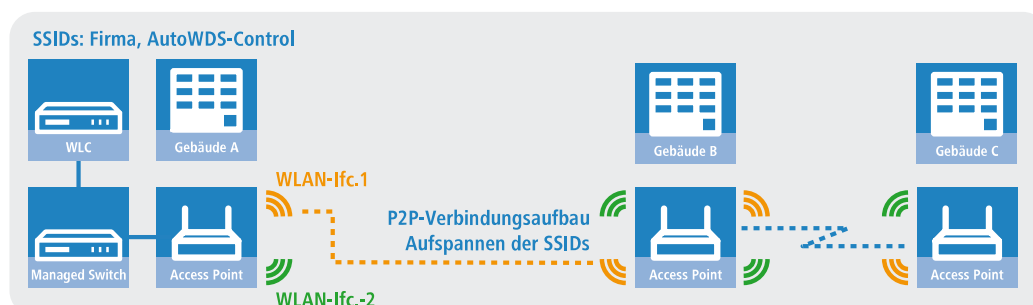 SSIDs: Firma, AutoWDS-Control
WLC
Gebäude A
Gebäude B
Gebäude C
WLAN-Ifc.1
P2P-Verbindungsaufbau
Aufspannen der SSIDs
Managed Switch
Access Point
Access Point
Access Point
WLAN-Ifc.-2